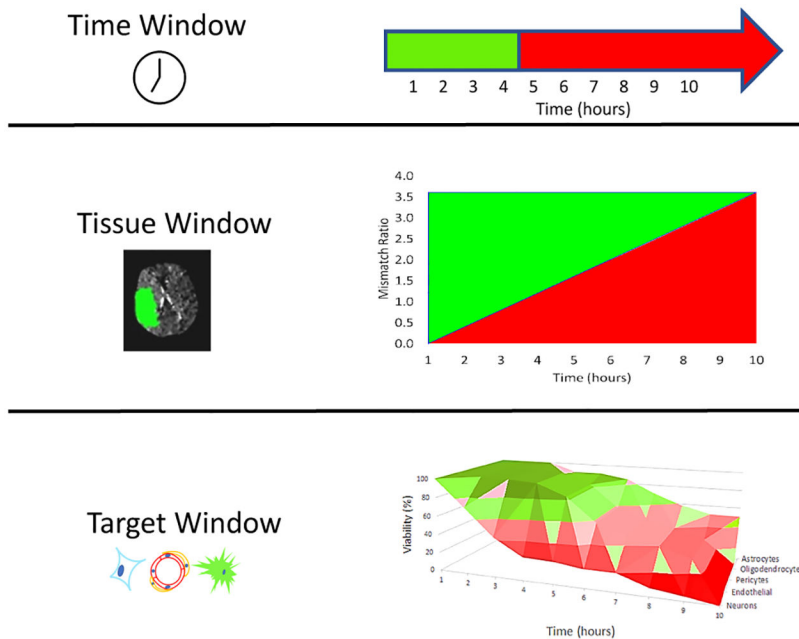 Time Window
1 2 3 4 5 6 7 8 9 10
Time (hours)
Tissue Window
Mismatch Ratio
4.0
3.5
3.0
2.5
2.0
1.5
1.0
0.5
0.0
1 2 3 4 5 6 7 8 9 10
Time (hours)
Target Window
Viability (%)
100
80
60
40
20
0
1 2 3 4 5 6 7 8 9 10
Astrocytes
Oligodendrocytes
Pericytes
Endothelial
Neurons
Time (hours)